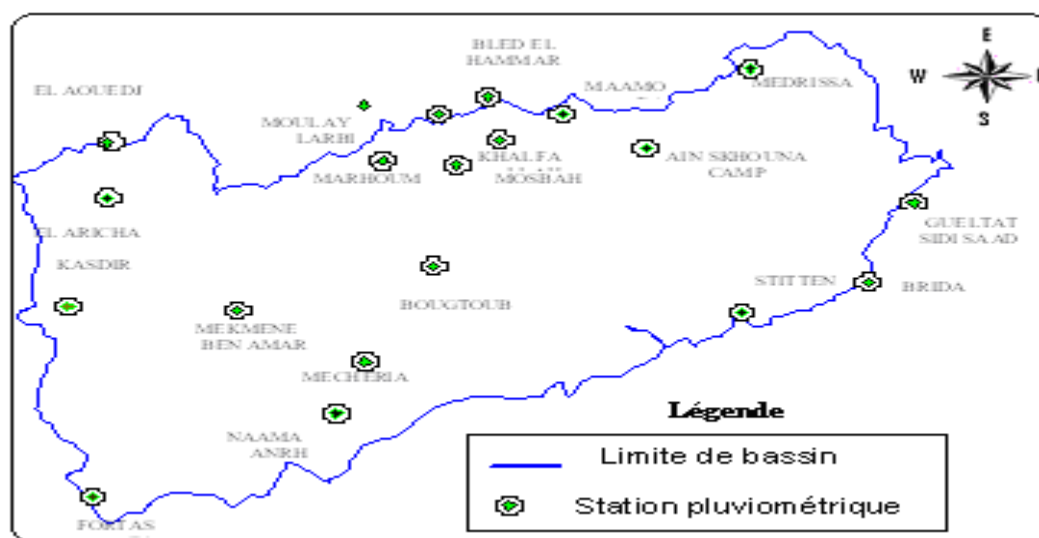 BLED EL
HAMMAR
E
W
S
EL AOUEDJ
MAAMO
MEDRISSA
MOULAY
LARBI
MARHOUM
KHALFA
MOSBAH
AIN SKHOUNA
CAMP
EL ARICHA
KASDIR
GUELTAT
SIDI SAAD
STITTEN
BRIDA
BOUGTOUB
MEKMENE
BEN AMAR
MECHERIA
NAAMA
ANRH
FORTAS
Légende
Limite de bassin
Station pluviométrique